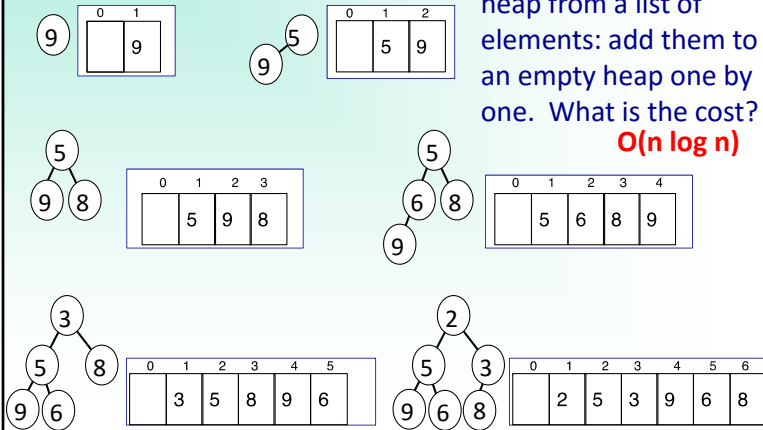 heap from a list of
elements: add them to
an empty heap one by
one. What is the cost?
O(n log n)
9
0 1
9
5
9
0 1 2
5 9
5
9 8
0 1 2 3
5 9 8
5
6 8
9
0 1 2 3 4
5 6 8 9
3
5 8
9 6
0 1 2 3 4 5
3 5 8 9 6
2
5 3
9 6 8
0 1 2 3 4 5 6
2 5 3 9 6 8